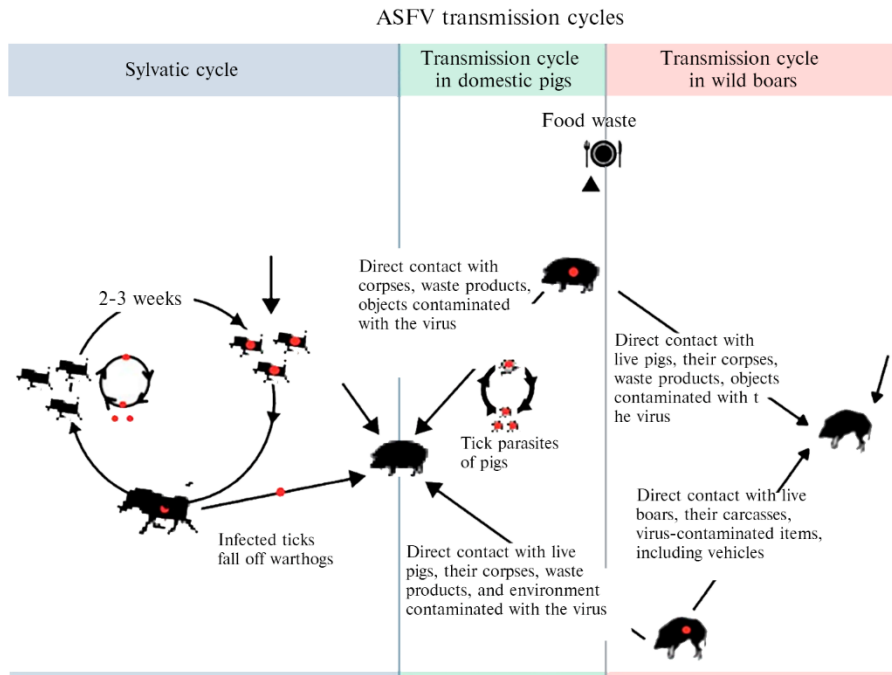 ASFV transmission cycles
Sylvatic cycle
Transmission cycle
in domestic pigs
Transmission cycle
in wild boars
Food waste
2-3 weeks
Direct contact with
corpses, waste products,
objects contaminated
with the virus
Direct contact with
live pigs, their corpses,
waste products, objects
contaminated with t
he virus
Tick parasites
of pigs
Infected ticks
fall off warthogs
Direct contact with live
pigs, their corpses, waste
products, and environment
contaminated with the virus
Direct contact with live
boars, their carcasses,
virus-contaminated items,
including vehicles